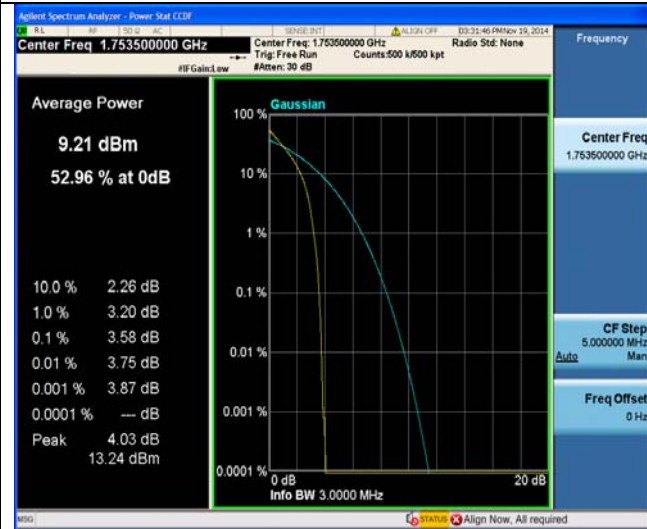 Agilent Spectrum Analyzer - Power Stat CCDF
RL RF 50 Ω AC SENSE:INT ALIGN OFF 03:31:46 PM Nov 19, 2014
Center Freq 1.753500000 GHz
Center Freq: 1.753500000 GHz Radio Std: None
Trig: Free Run Counts:500 k/500 kpt
#IFGain:Low #Atten: 30 dB
Frequency
Average Power
9.21 dBm
52.96 % at 0dB
10.0 % 2.26 dB
1.0 % 3.20 dB
0.1 % 3.58 dB
0.01 % 3.75 dB
0.001 % 3.87 dB
0.0001 % --- dB
Peak 4.03 dB
13.24 dBm
Gaussian
100 %
10 %
1 %
0.1 %
0.01 %
0.001 %
0.0001 %
0 dB 20 dB
Info BW 3.0000 MHz
Center Freq
1.753500000 GHz
CF Step
5.000000 MHz
Auto Man
Freq Offset
0 Hz
MSG STATUS Align Now, All required